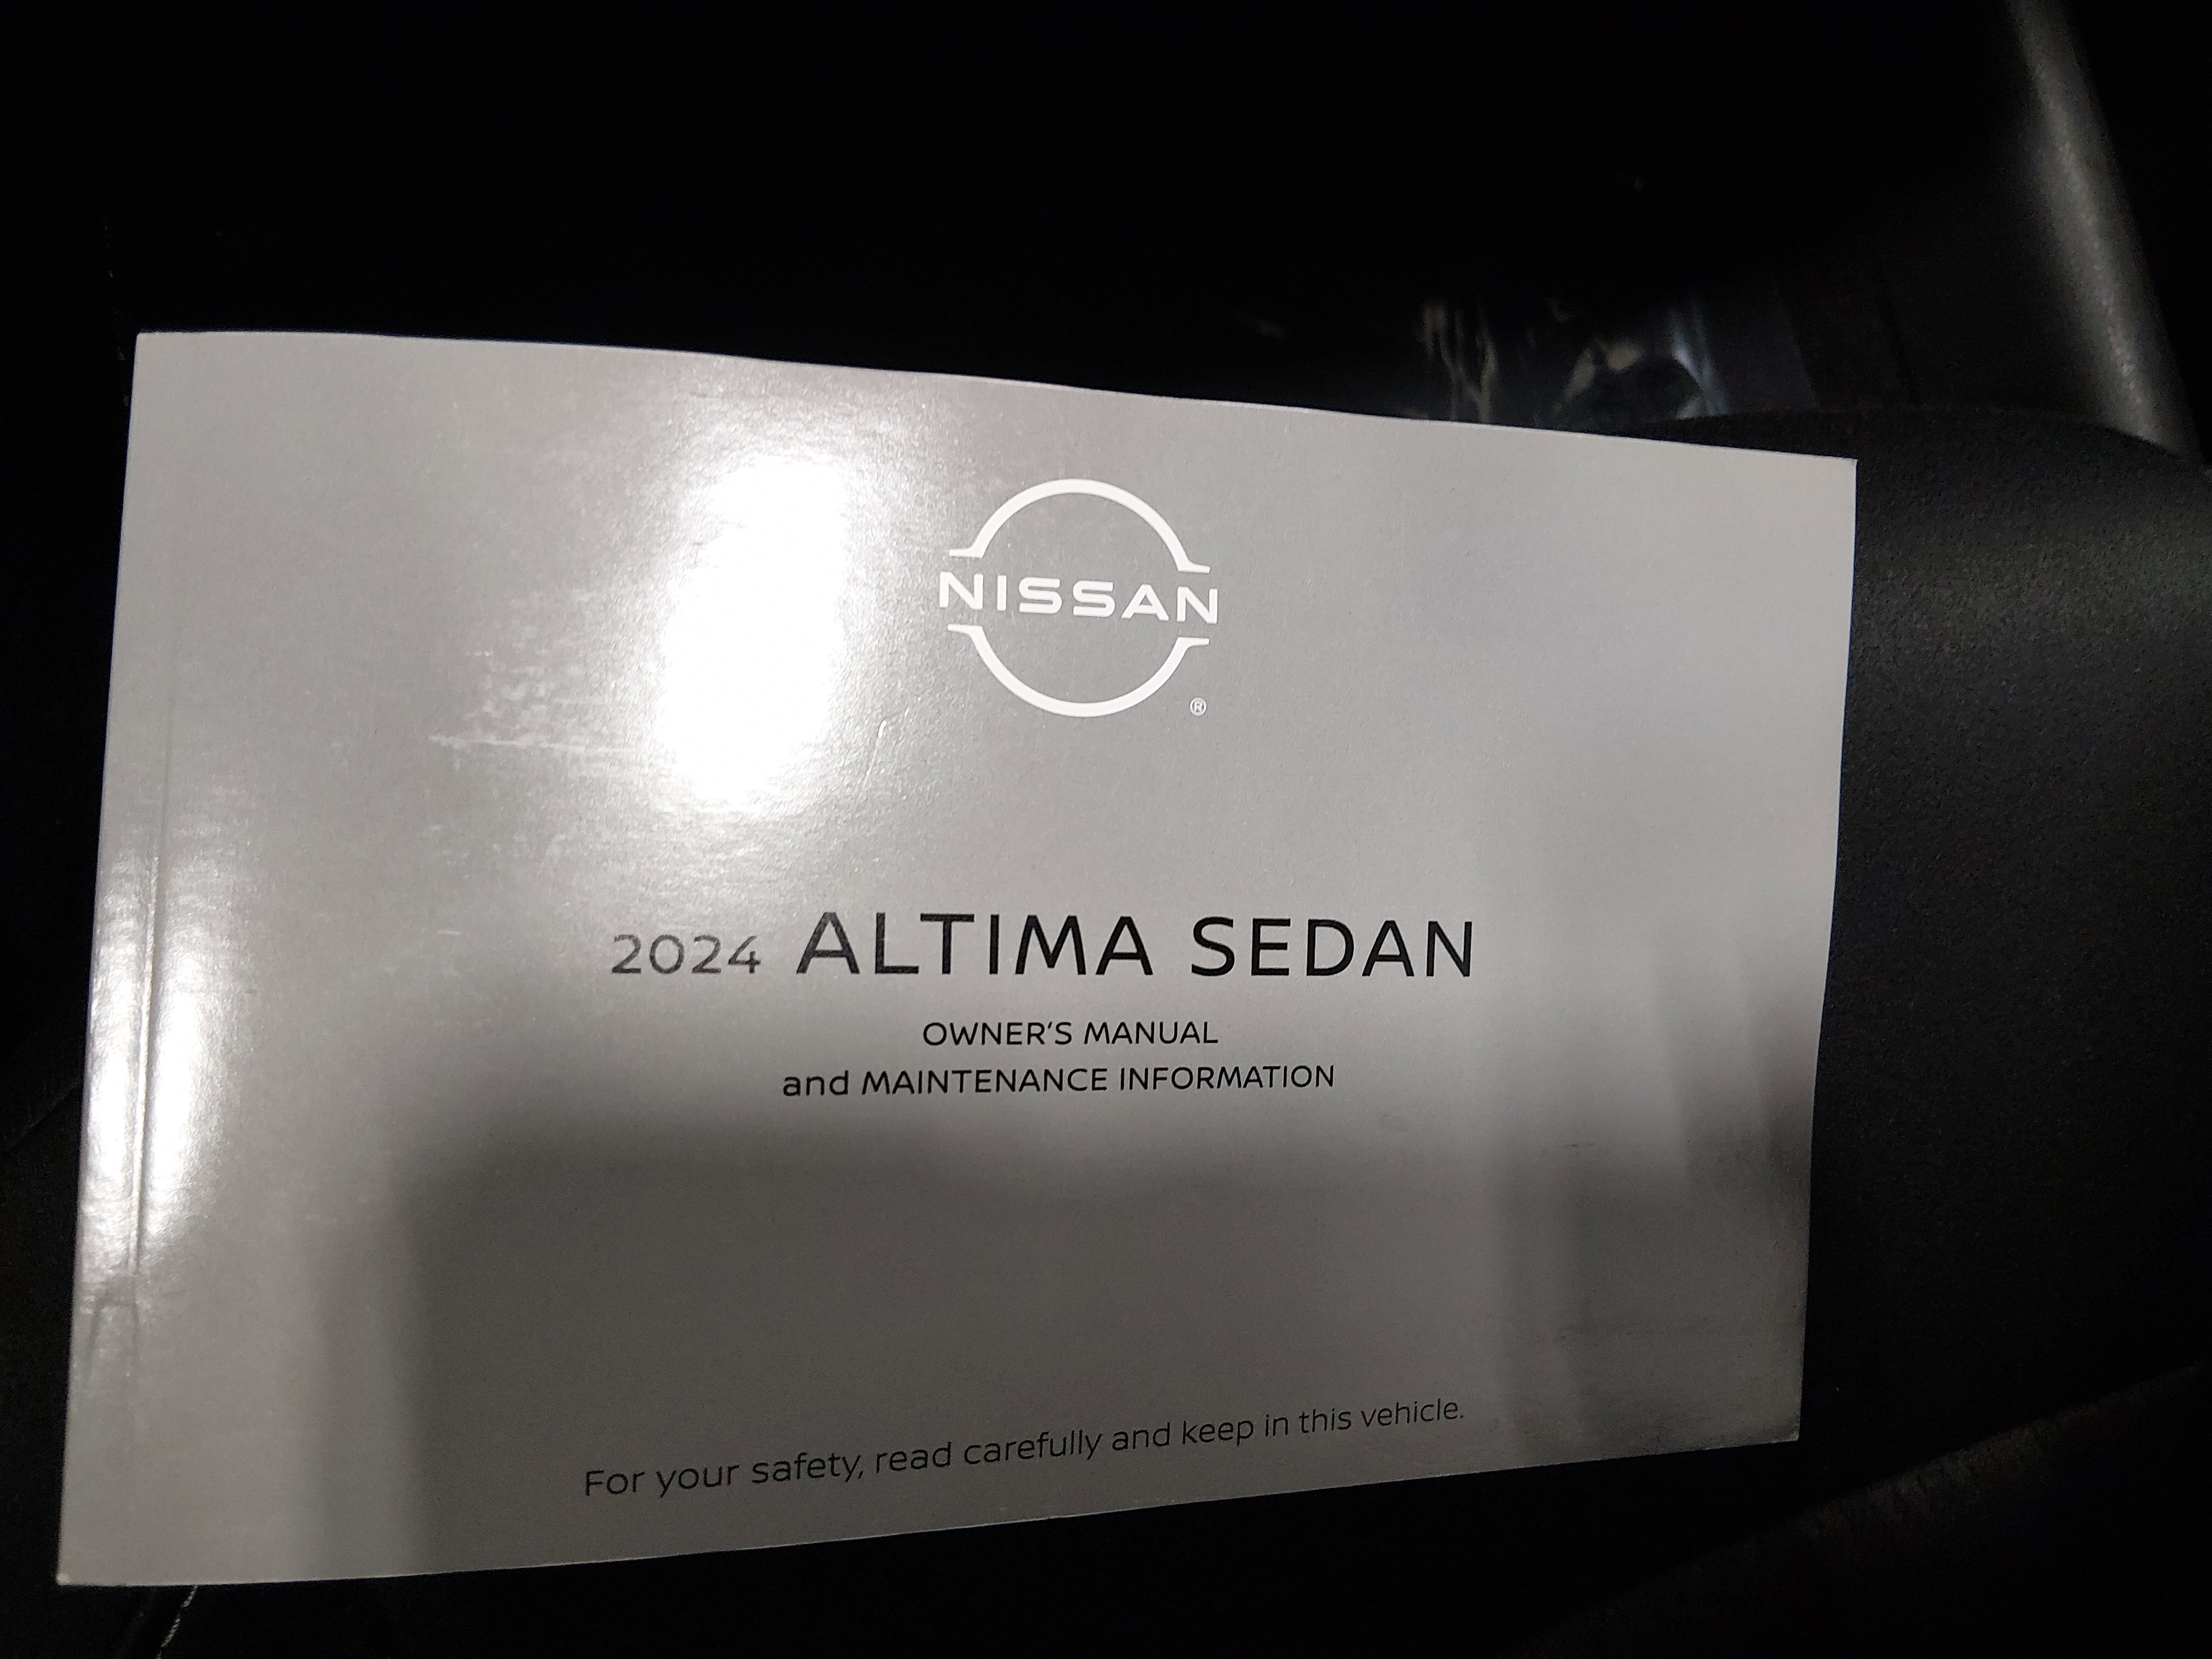 NISSAN
®
2024 ALTIMA SEDAN
OWNER'S MANUAL
and MAINTENANCE INFORMATION
For your safety, read carefully and keep in this vehicle.